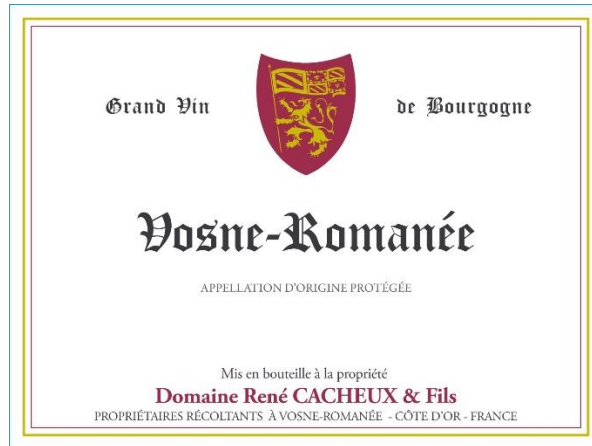 Grand Vin de Bourgogne
Vosne-Romanée
APPELLATION D'ORIGINE PROTÉGÉE
Mis en bouteille à la propriété
Domaine René CACHEUX & Fils
PROPRIÉTAIRES RÉCOLTANTS À VOSNE-ROMANÉE - CÔTE D'OR - FRANCE